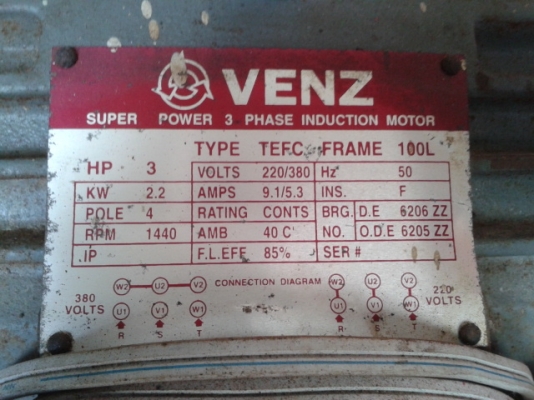 VENZ
SUPER POWER 3 PHASE INDUCTION MOTOR
HP 3 TYPE TEFC FRAME 100L
VOLTS 220/380 Hz 50
KW 2.2 AMPS 9.1/5.3 INS. F
POLE 4 RATING CONTS BRG. D.E 6206 ZZ
RPM 1440 AMB 40 C° NO. O.D.E 6205 ZZ
IP F.L.EFF 85% SER #
CONNECTION DIAGRAM
W2 U2 V2 W2 U2 V2
380 VOLTS U1 V1 W1 U1 V1 W1 220 VOLTS
R S T R S T